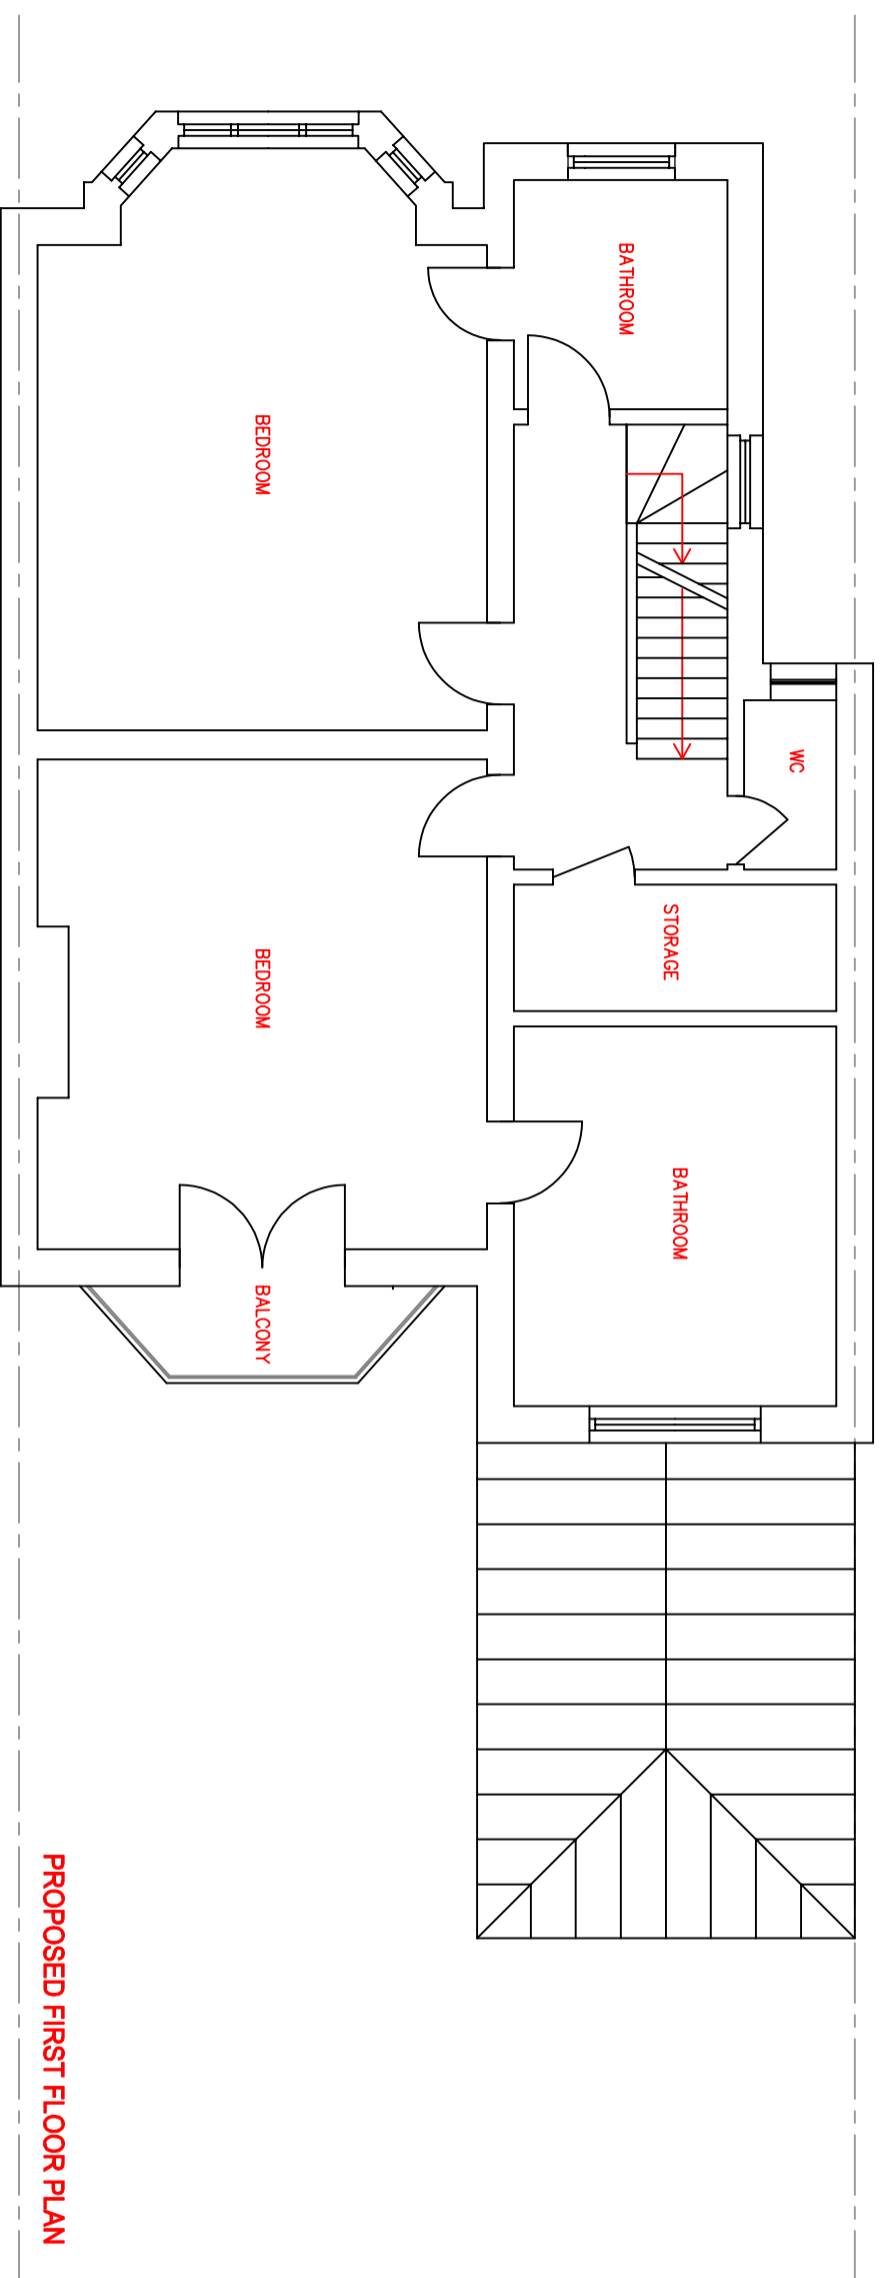 BATHROOM
BEDROOM
WC
STORAGE
BEDROOM
BATHROOM
BALCONY
PROPOSED FIRST FLOOR PLAN